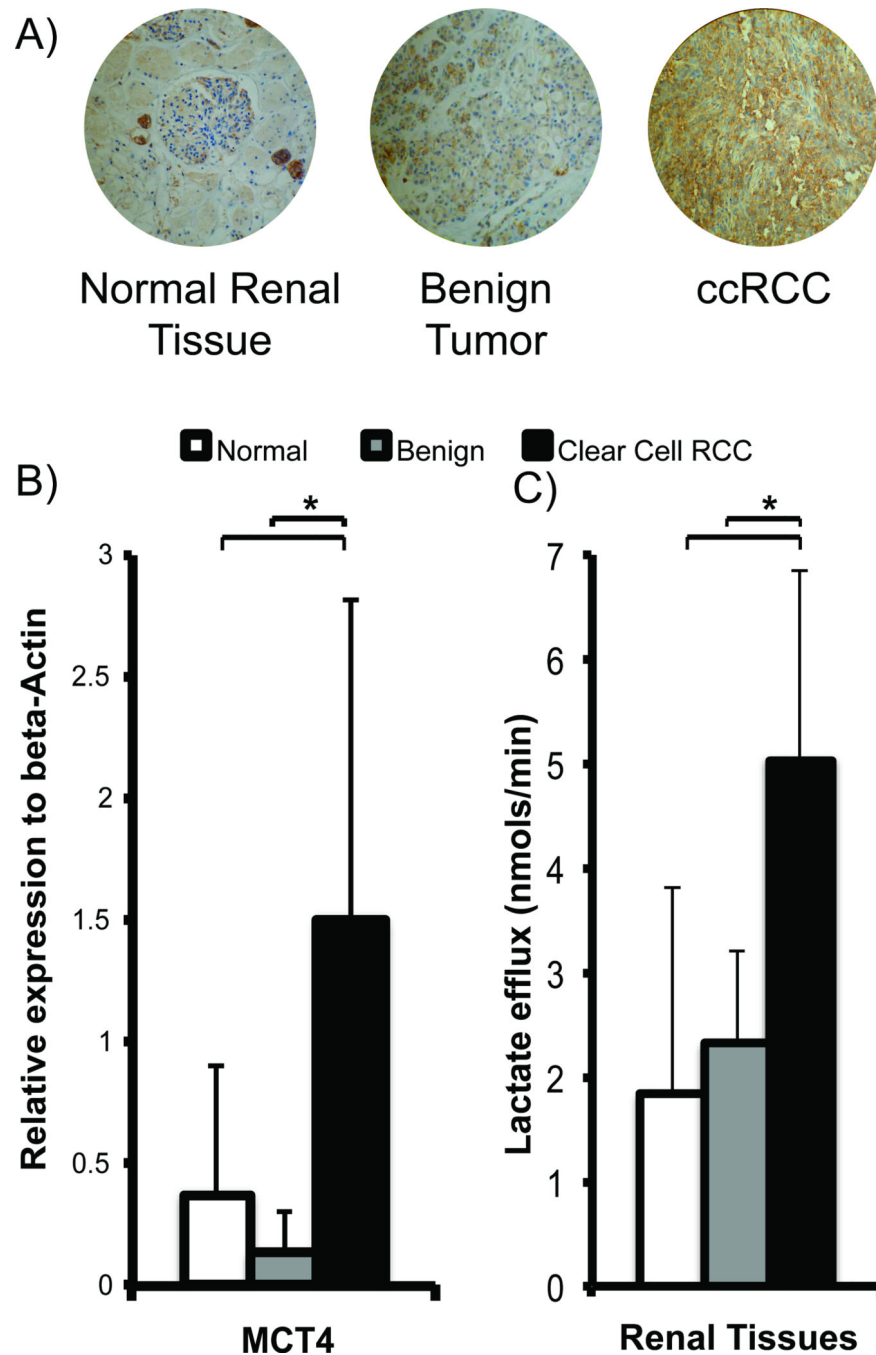 A)
Normal Renal
Tissue
Benign
Tumor
ccRCC
Normal
Benign
Clear Cell RCC
B)
*
3
2.5
2
1.5
1
0.5
0
Relative expression to beta-Actin
MCT4
C)
*
7
6
5
4
3
2
1
0
Lactate efflux (nmols/min)
Renal Tissues